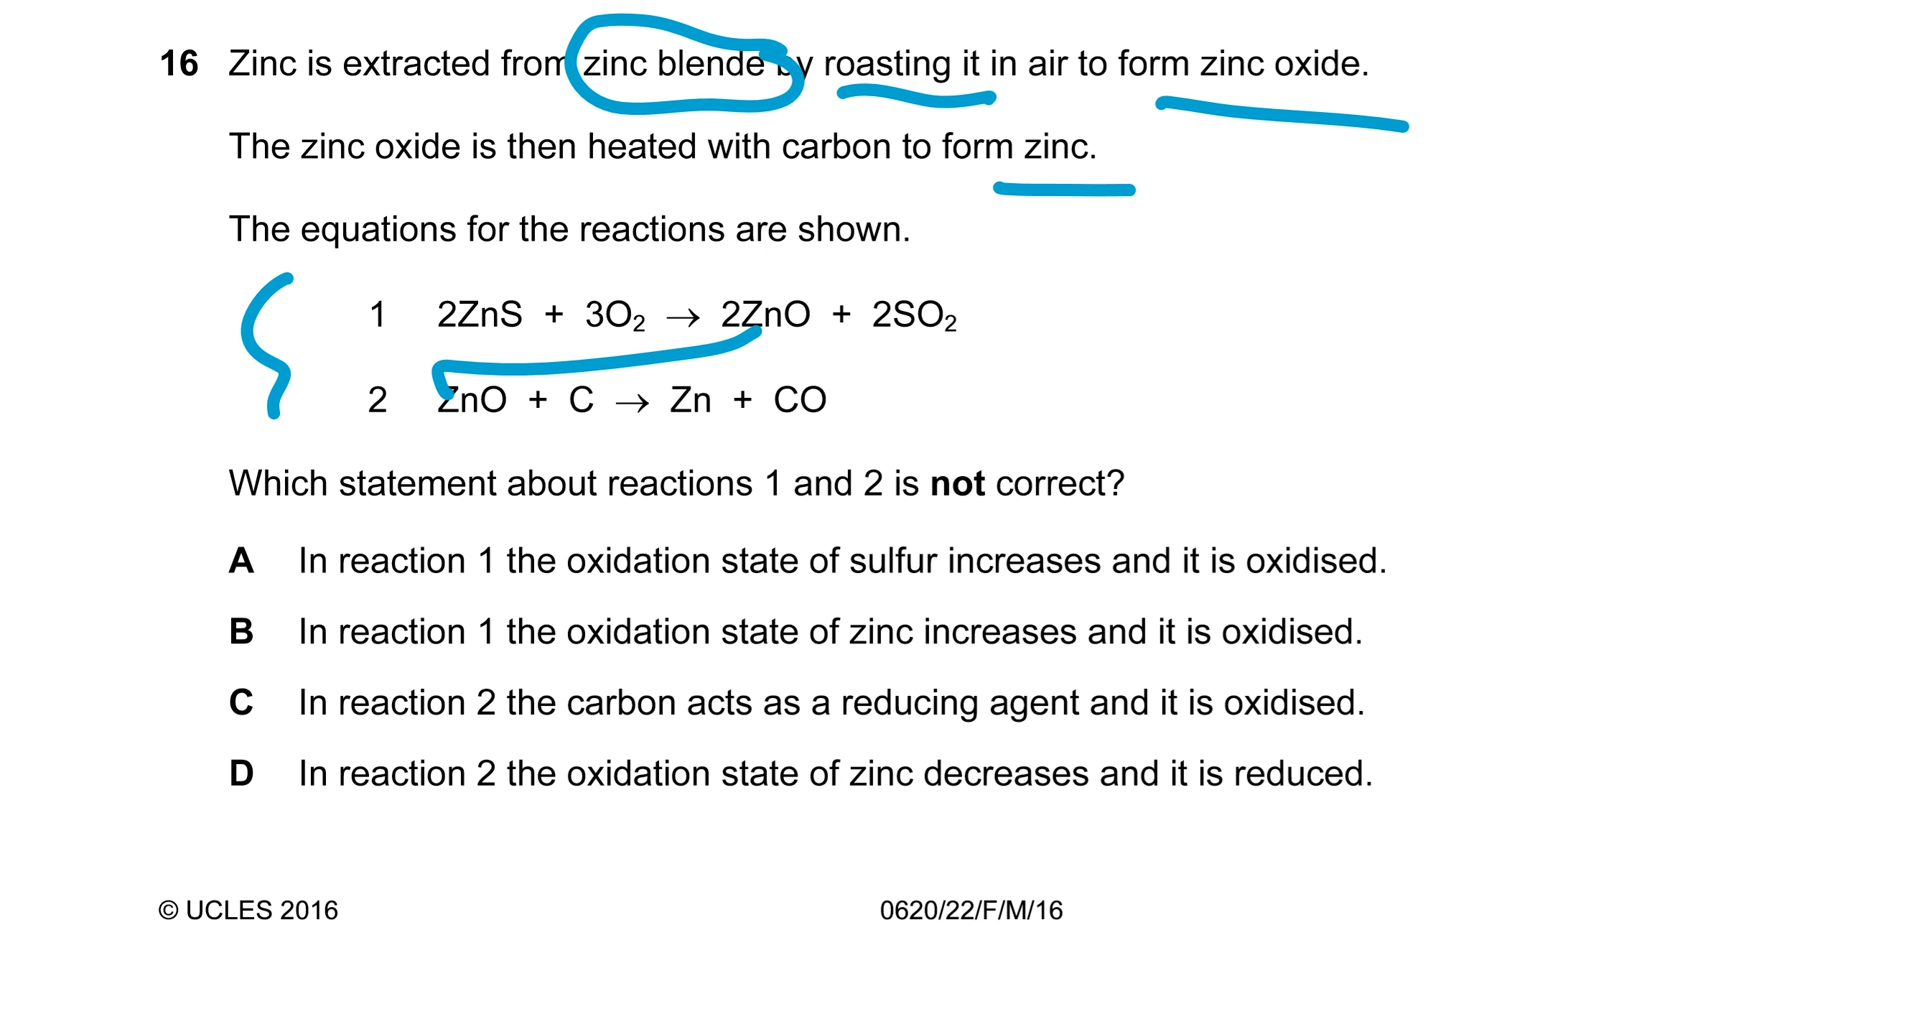 16 Zinc is extracted from zinc blende by roasting it in air to form zinc oxide.
The zinc oxide is then heated with carbon to form zinc.
The equations for the reactions are shown.
1 2ZnS + 3O₂ → 2ZnO + 2SO₂
2 ZnO + C → Zn + CO
Which statement about reactions 1 and 2 is not correct?
A In reaction 1 the oxidation state of sulfur increases and it is oxidised.
B In reaction 1 the oxidation state of zinc increases and it is oxidised.
C In reaction 2 the carbon acts as a reducing agent and it is oxidised.
D In reaction 2 the oxidation state of zinc decreases and it is reduced.
© UCLES 2016 0620/22/F/M/16